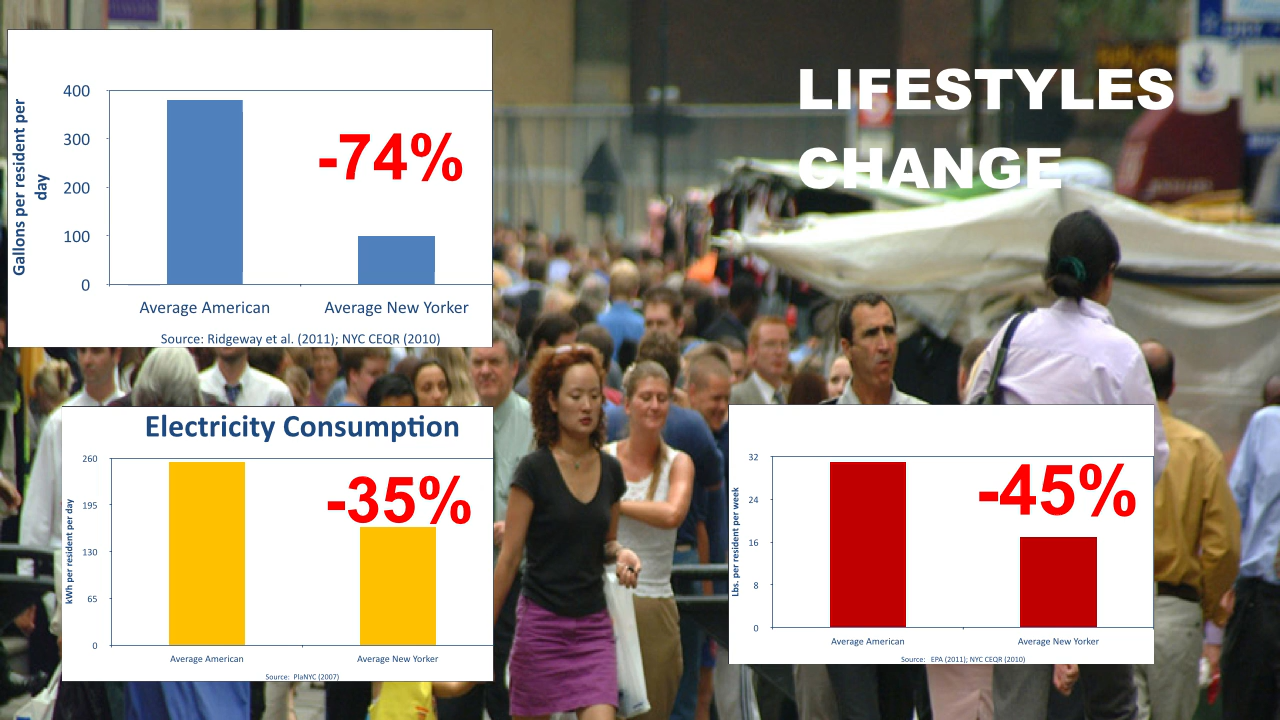 LIFESTYLES
CHANGE
400
300
200
100
0
Gallons per resident per
day
-74%
Average American
Average New Yorker
Source: Ridgeway et al. (2011); NYC CEQR (2010)
Electricity Consumption
260
195
130
65
0
kWh per resident per day
-35%
Average American
Average New Yorker
Source: PlaNYC (2007)
32
24
16
8
0
Lbs. per resident per week
-45%
Average American
Average New Yorker
Source: EPA (2011); NYC CEQR (2010)